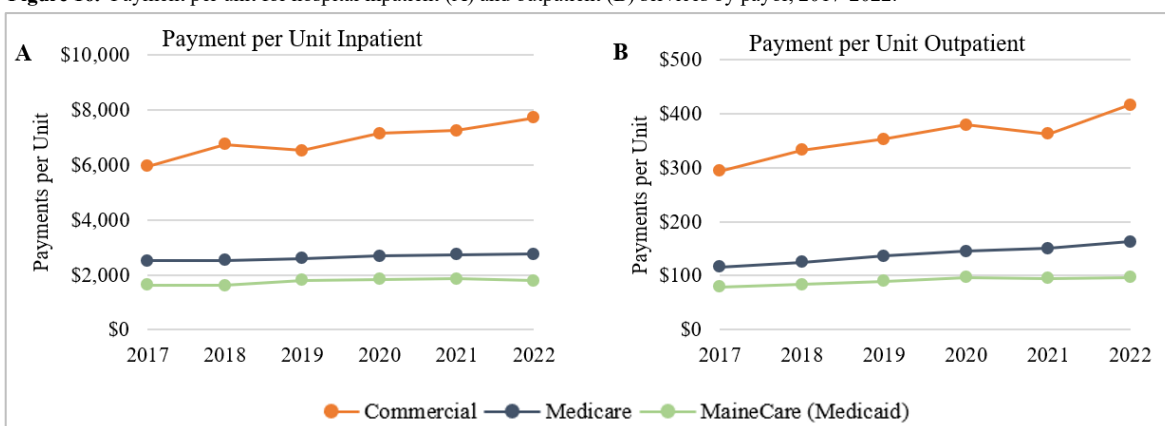 A
Payment per Unit Inpatient
Payments per Unit
$10,000
$8,000
$6,000
$4,000
$2,000
$0
2017 2018 2019 2020 2021 2022
B
Payment per Unit Outpatient
Payments per Unit
$500
$400
$300
$200
$100
$0
2017 2018 2019 2020 2021 2022
Commercial Medicare MaineCare (Medicaid)